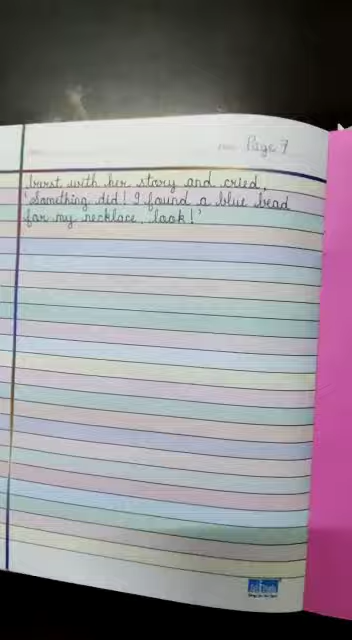 Page 7
burst with her story and cried,
'Something did! I found a blue bead
for my necklace, look!'